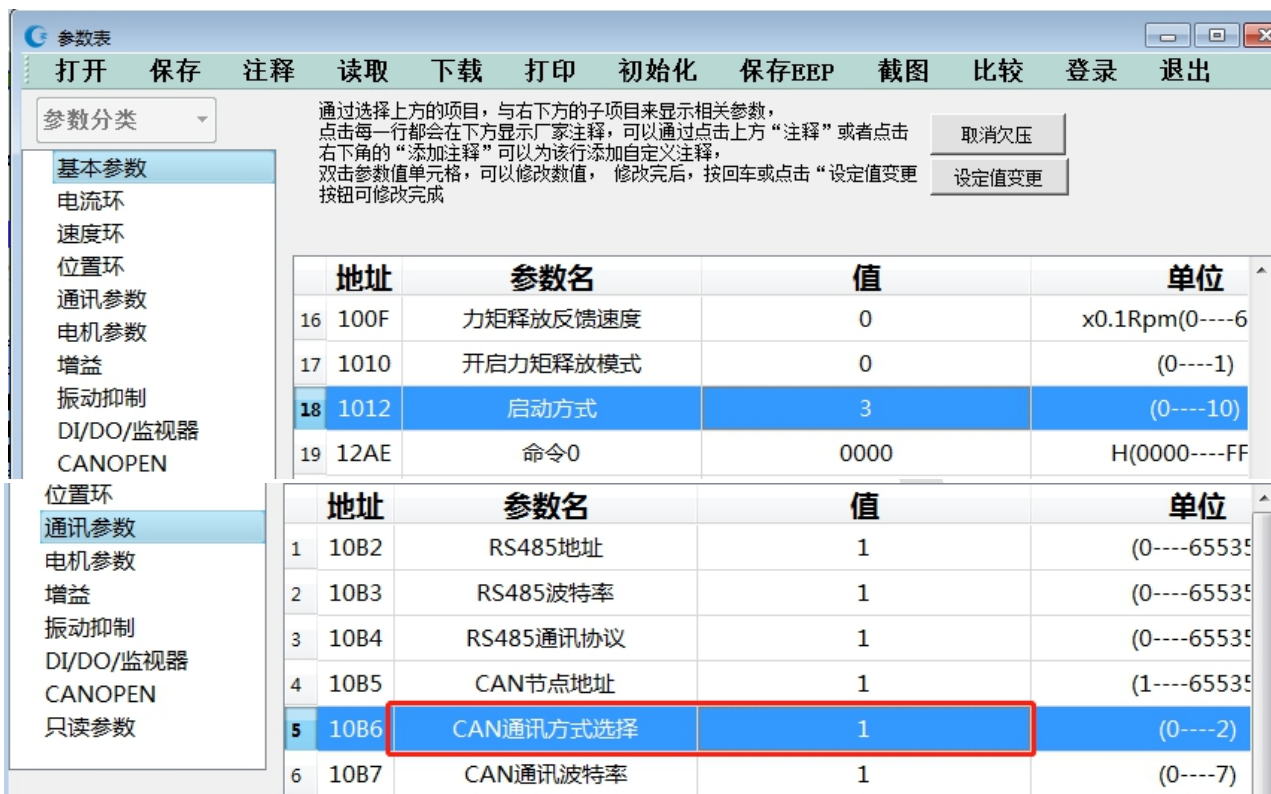 参数表
打开 保存 注释 读取 下载 打印 初始化 保存EEP 截图 比较 登录 退出
参数分类
通过选择上方的项目，与右下方的子项目来显示相关参数，
点击每一行都会在下方显示厂家注释，可以通过点击上方“注释”或者点击
右下角的“添加注释”可以为该行添加自定义注释，
双击参数值单元格，可以修改数值， 修改完后，按回车或点击“设定值变更
按钮可修改完成
取消欠压
设定值变更
基本参数
电流环
速度环
位置环
通讯参数
电机参数
增益
振动抑制
DI/DO/监视器
CANOPEN
地址 参数名 值 单位
16 100F 力矩释放反馈速度 0 x0.1Rpm(0----6
17 1010 开启力矩释放模式 0 (0----1)
18 1012 启动方式 3 (0----10)
19 12AE 命令0 0000 H(0000----FF
位置环
通讯参数
电机参数
增益
振动抑制
DI/DO/监视器
CANOPEN
只读参数
地址 参数名 值 单位
1 10B2 RS485地址 1 (0----65535
2 10B3 RS485波特率 1 (0----65535
3 10B4 RS485通讯协议 1 (0----65535
4 10B5 CAN节点地址 1 (1----65535
5 10B6 CAN通讯方式选择 1 (0----2)
6 10B7 CAN通讯波特率 1 (0----7)